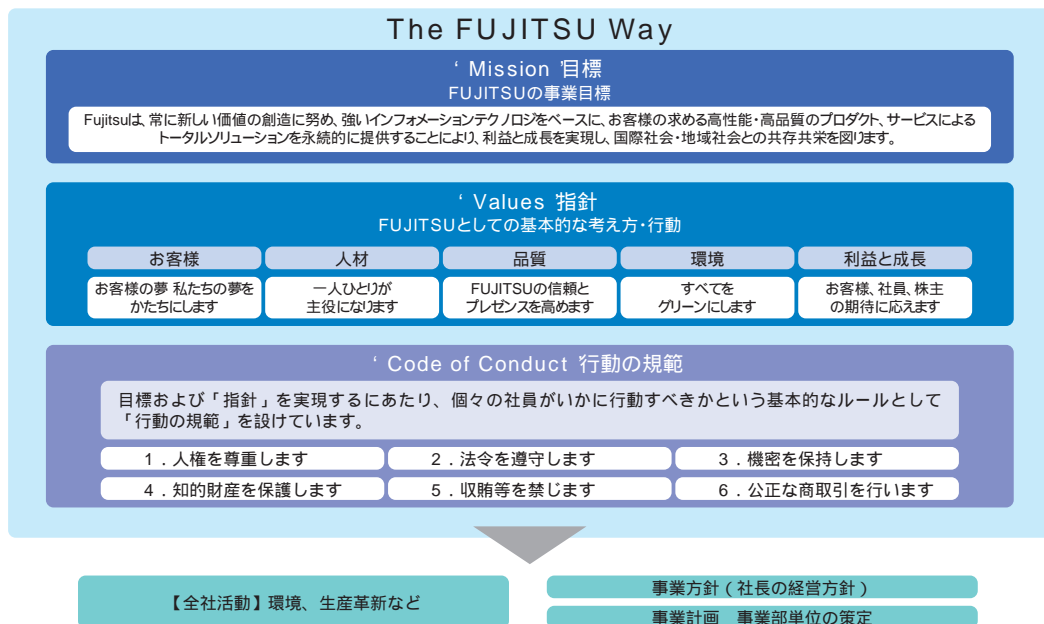 The FUJITSU Way
‘ Mission ’目標
FUJITSUの事業目標
Fujitsuは、常に新しい価値の創造に努め、強いインフォメーションテクノロジをベースに、お客様の求める高性能・高品質のプロダクト、サービスによる
トータルソリューションを永続的に提供することにより、利益と成長を実現し、国際社会・地域社会との共存共栄を図ります。
‘ Values ’指針
FUJITSUとしての基本的な考え方・行動
お客様 人材 品質 環境 利益と成長
お客様の夢 私たちの夢を 一人ひとりが FUJITSUの信頼と すべてを お客様、社員、株主
かたちにします 主役になります プレゼンスを高めます グリーンにします の期待に応えます
‘ Code of Conduct ’行動の規範
目標および「指針」を実現するにあたり、個々の社員がいかに行動すべきかという基本的なルールとして
「行動の規範」を設けています。
1．人権を尊重します 2．法令を遵守します 3．機密を保持します
4．知的財産を保護します 5．収賄等を禁じます 6．公正な商取引を行います
【全社活動】環境、生産革新など
事業方針（社長の経営方針）
事業計画 事業部単位の策定